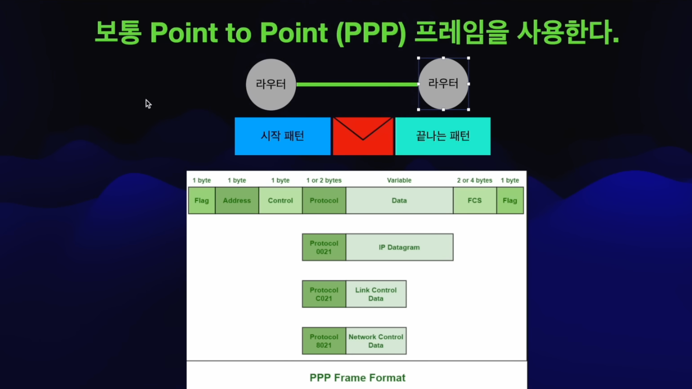 보통 Point to Point (PPP) 프레임을 사용한다.
라우터 라우터
시작 패턴 끝나는 패턴
1 byte 1 byte 1 byte 1 or 2 bytes Variable 2 or 4 bytes 1 byte
Flag Address Control Protocol Data FCS Flag
Protocol
0021
IP Datagram
Protocol
C021
Link Control
Data
Protocol
8021
Network Control
Data
PPP Frame Format